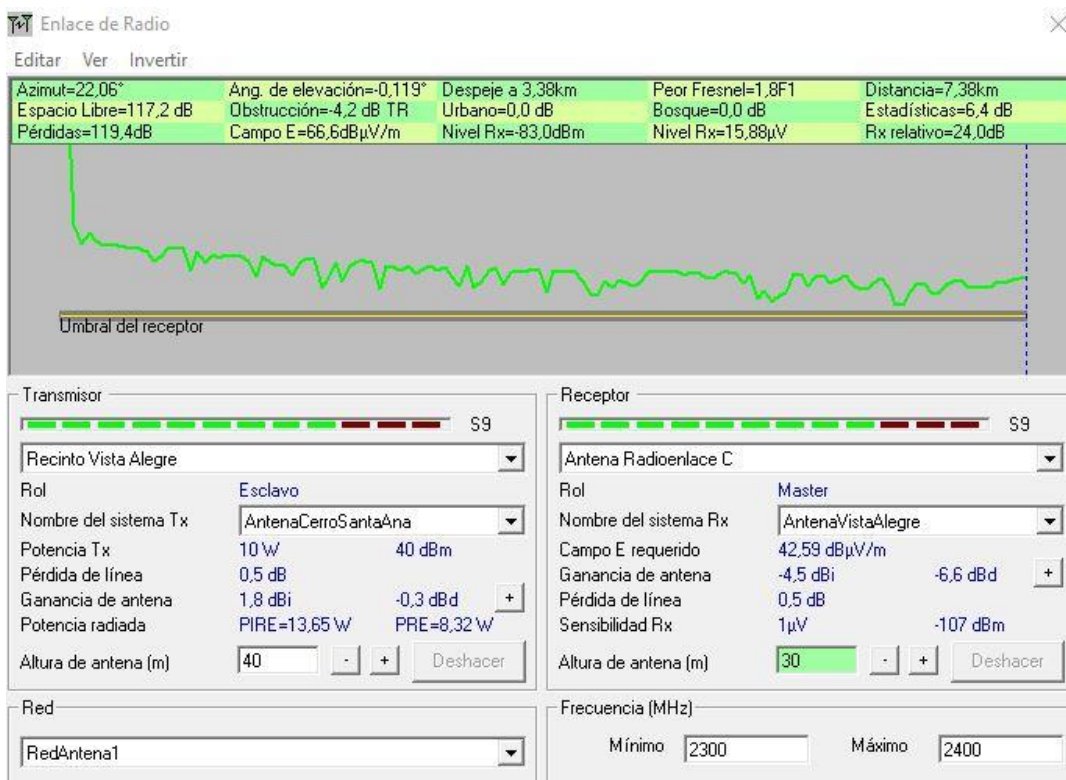 Enlace de Radio
Editar Ver Invertir
Azimut=22,06° Ang. de elevación=-0,119° Despeje a 3,38km Peor Fresnel=1,8F1 Distancia=7,38km
Espacio Libre=117,2 dB Obstrucción=-4,2 dB TR Urbano=0,0 dB Bosque=0,0 dB Estadísticas=6,4 dB
Pérdidas=119,4dB Campo E=66,6dBµV/m Nivel Rx=-83,0dBm Nivel Rx=15,88µV Rx relativo=24,0dB
Umbral del receptor
Transmisor
S9
Recinto Vista Alegre
Rol Esclavo
Nombre del sistema Tx AntenaCerroSantaAna
Potencia Tx 10 W 40 dBm
Pérdida de línea 0,5 dB
Ganancia de antena 1,8 dBi -0,3 dBd +
Potencia radiada PIRE=13,65 W PRE=8,32 W
Altura de antena (m) 40 - + Deshacer
Receptor
S9
Antena Radioenlace C
Rol Master
Nombre del sistema Rx AntenaVistaAlegre
Campo E requerido 42,59 dBµV/m
Ganancia de antena -4,5 dBi -6,6 dBd +
Pérdida de línea 0,5 dB
Sensibilidad Rx 1µV -107 dBm
Altura de antena (m) 30 - + Deshacer
Red
RedAntena1
Frecuencia (MHz)
Mínimo 2300 Máximo 2400